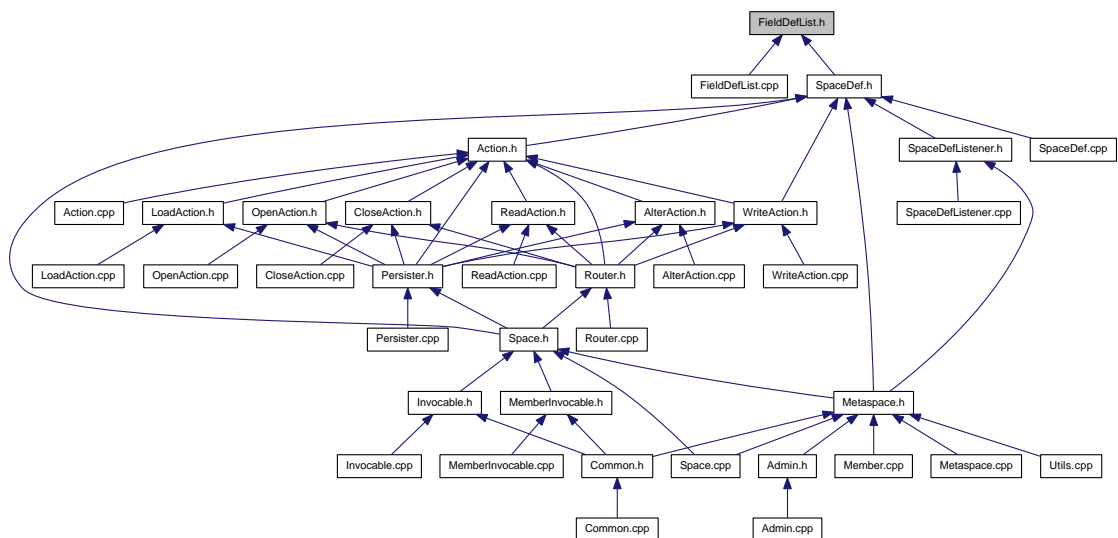 FieldDefList.h
FieldDefList.cpp
SpaceDef.h
Action.h
SpaceDefListener.h
SpaceDef.cpp
Action.cpp
LoadAction.h
OpenAction.h
CloseAction.h
ReadAction.h
AlterAction.h
WriteAction.h
SpaceDefListener.cpp
LoadAction.cpp
OpenAction.cpp
CloseAction.cpp
Persister.h
ReadAction.cpp
Router.h
AlterAction.cpp
WriteAction.cpp
Persister.cpp
Space.h
Router.cpp
Invocable.h
MemberInvocable.h
Metaspace.h
Invocable.cpp
MemberInvocable.cpp
Common.h
Space.cpp
Admin.h
Member.cpp
Metaspace.cpp
Utils.cpp
Common.cpp
Admin.cpp